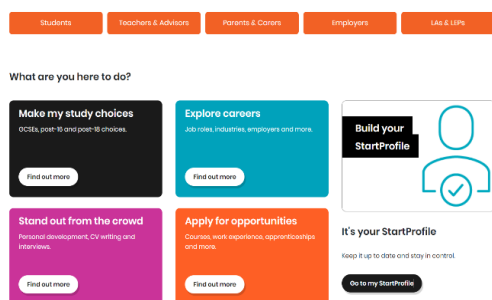 Students
Teachers & Advisors
Parents & Carers
Employers
LAs & LEPs
What are you here to do?
Make my study choices
GCSEs, post-16 and post-18 choices.
Find out more
Explore careers
Job roles, industries, employers and more.
Find out more
Build your
StartProfile
Stand out from the crowd
Personal development, CV writing and
interviews.
Find out more
Apply for opportunities
Courses, work experience, apprenticeships
and more.
Find out more
It's your StartProfile
Keep it up to date and stay in control.
Go to my StartProfile